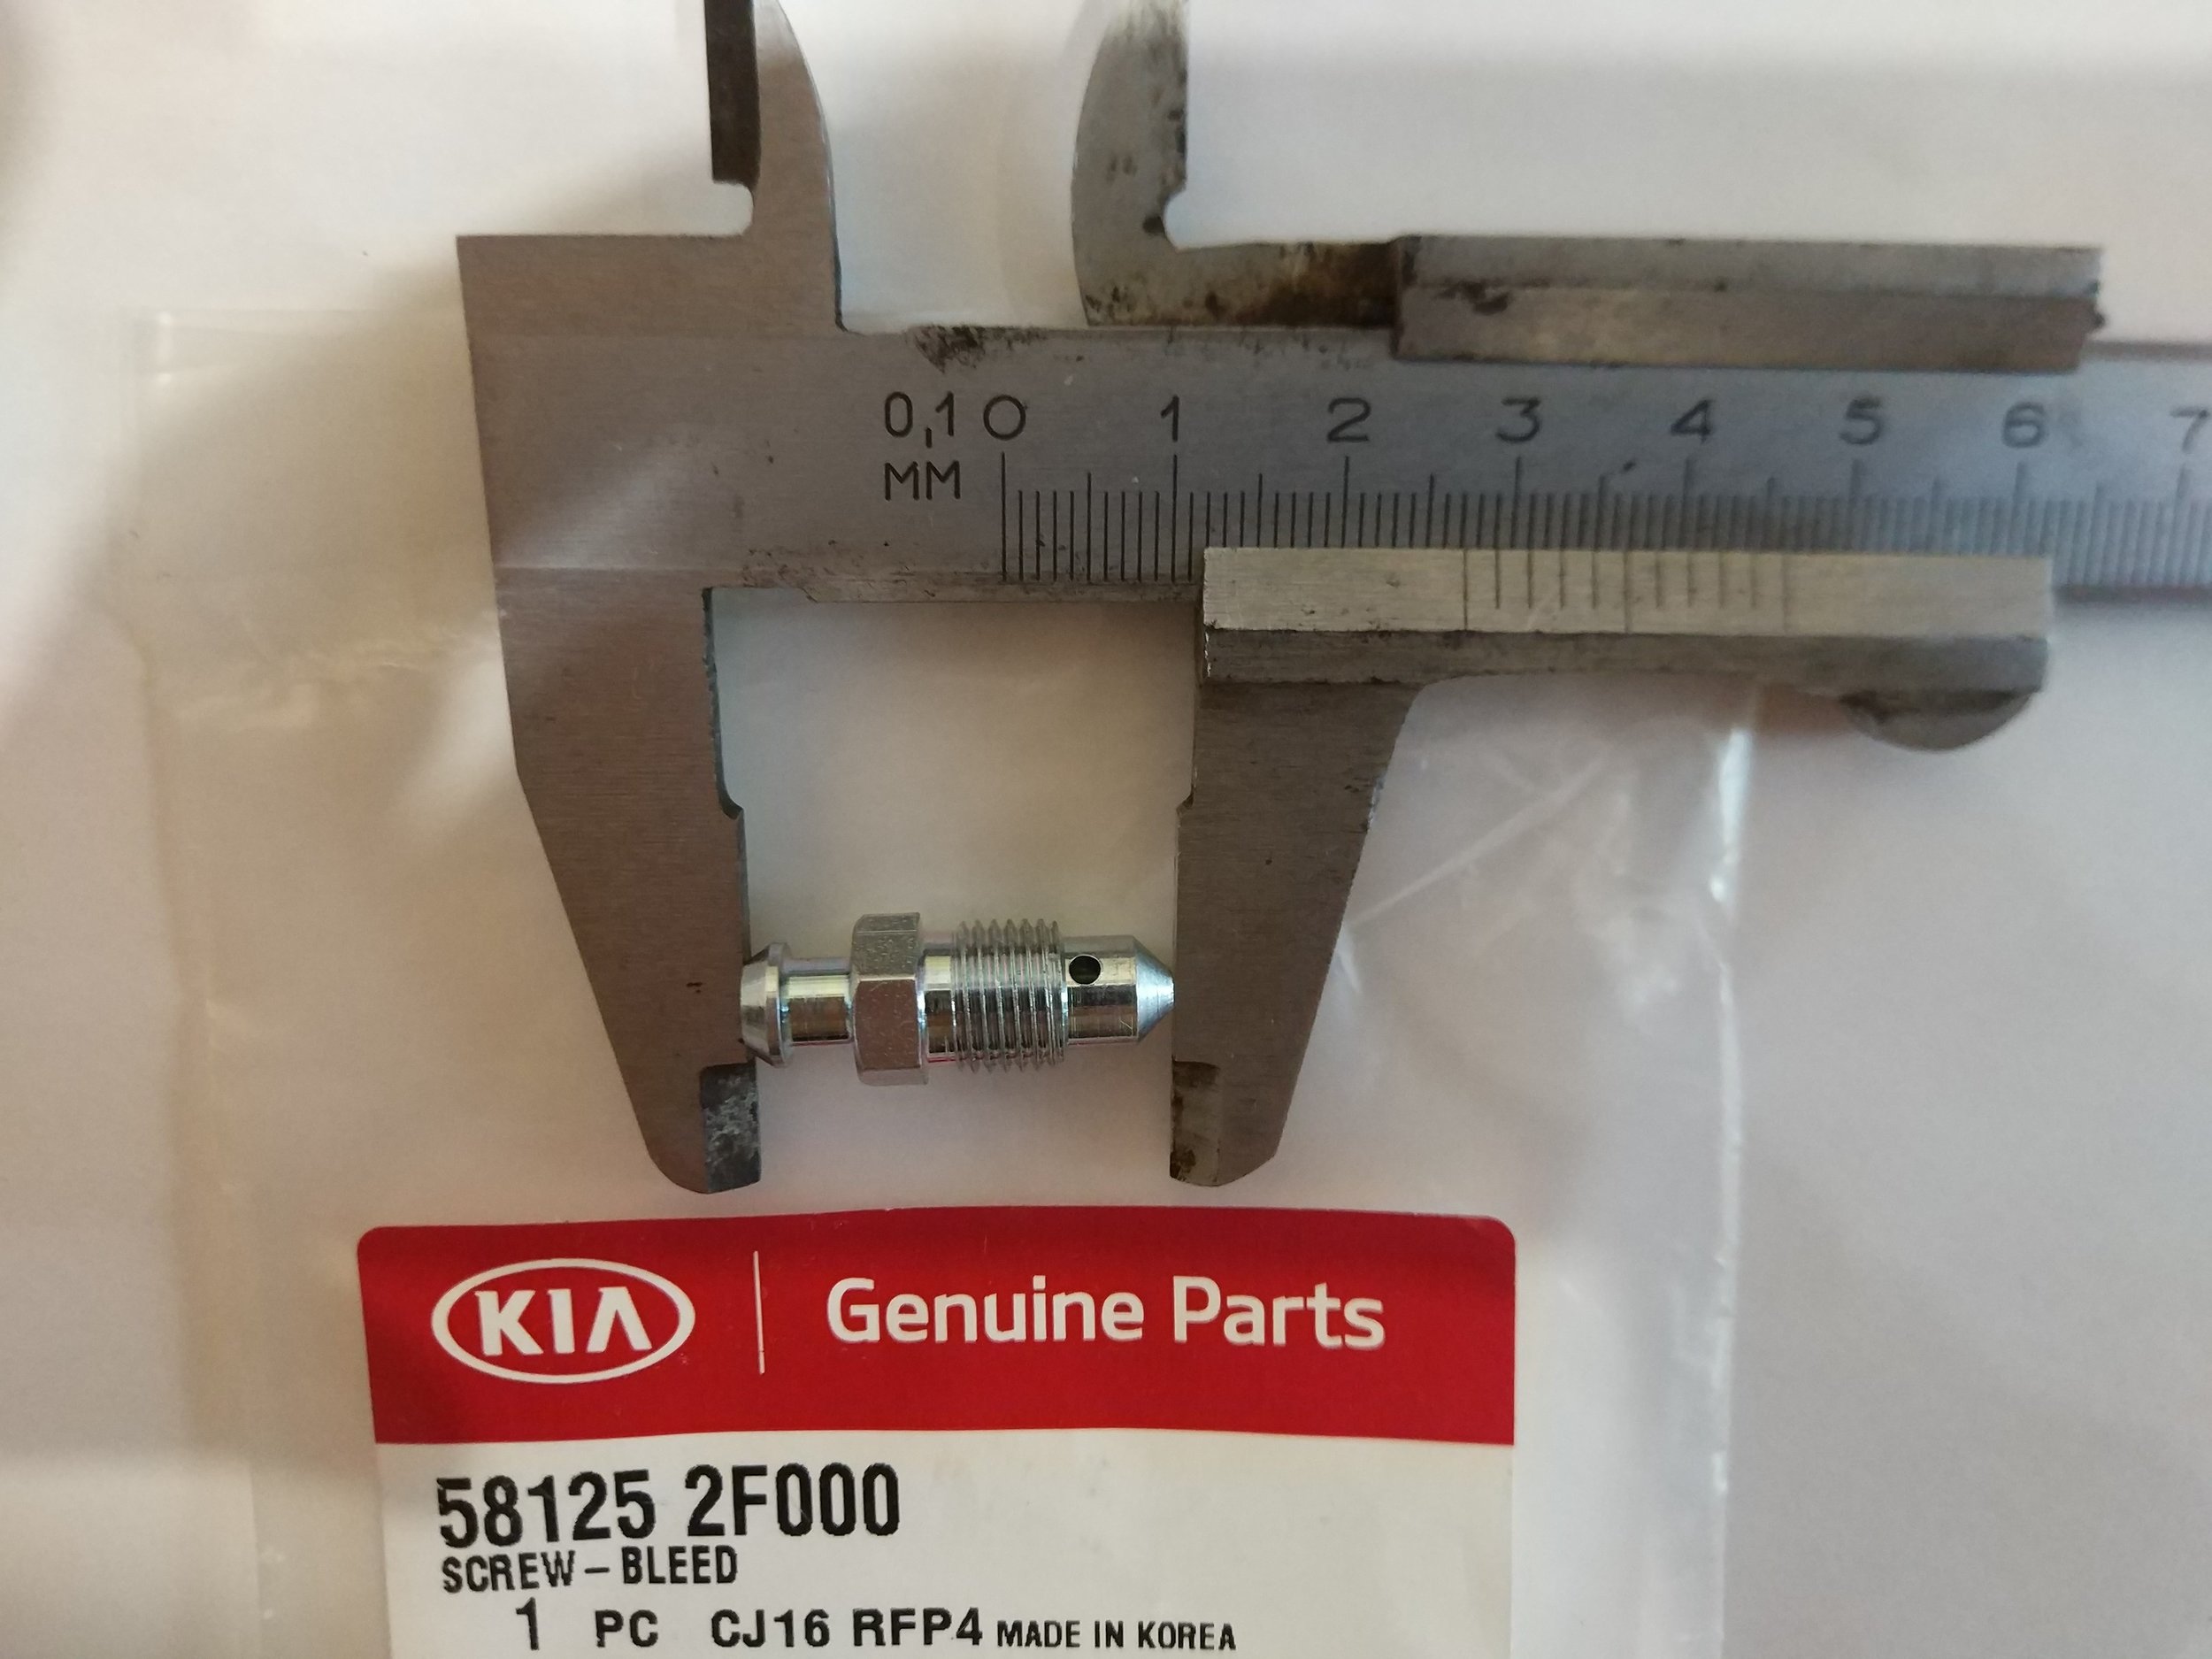 0,1 0 1 2 3 4 5 6 7
MM
KIA Genuine Parts
58125 2F000
SCREW-BLEED
1 PC CJ16 RFP4 MADE IN KOREA